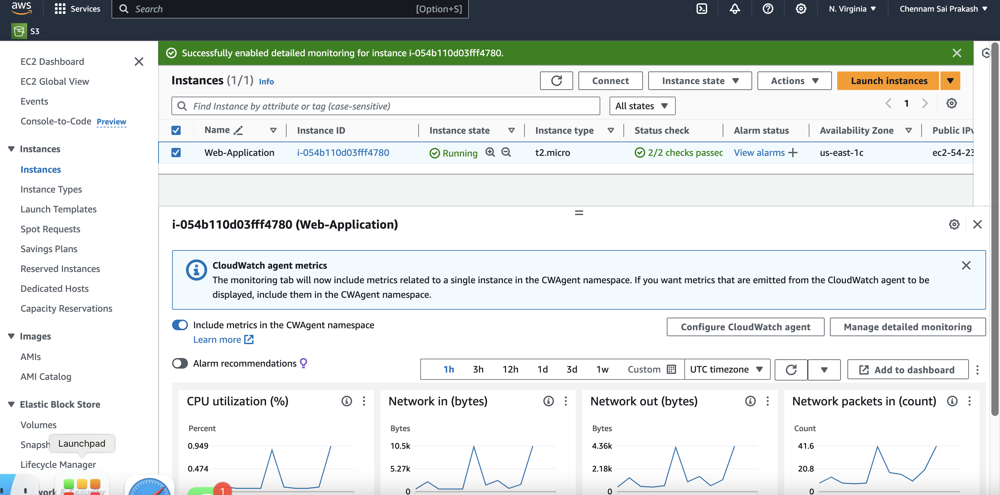 aws
Services
Search
[Option+S]
N. Virginia
Chennam Sai Prakash
S3
EC2 Dashboard
EC2 Global View
Events
Console-to-Code Preview
Instances
Instances
Instance Types
Launch Templates
Spot Requests
Savings Plans
Reserved Instances
Dedicated Hosts
Capacity Reservations
Images
AMIs
AMI Catalog
Elastic Block Store
Volumes
Snapsh
Launchpad
Lifecycle Manager
work & Security
1
Successfully enabled detailed monitoring for instance i-054b110d03fff4780.
Instances (1/1) Info
Connect
Instance state
Actions
Launch instances
Find Instance by attribute or tag (case-sensitive)
All states
1
Name Instance ID Instance state Instance type Status check Alarm status Availability Zone Public IPv
Web-Application i-054b110d03fff4780 Running t2.micro 2/2 checks passec View alarms us-east-1c ec2-54-23
i-054b110d03fff4780 (Web-Application)
CloudWatch agent metrics
The monitoring tab will now include metrics related to a single instance in the CWAgent namespace. If you want metrics that are emitted from the CloudWatch agent to be
displayed, include them in the CWAgent namespace.
Include metrics in the CWAgent namespace
Learn more
Configure CloudWatch agent
Manage detailed monitoring
Alarm recommendations
1h 3h 12h 1d 3d 1w Custom
UTC timezone
Add to dashboard
CPU utilization (%)
Percent
0.949
0.474
Network in (bytes)
Bytes
10.5k
5.27k
0
Network out (bytes)
Bytes
4.36k
2.18k
0
Network packets in (count)
Count
41.6
20.8
0